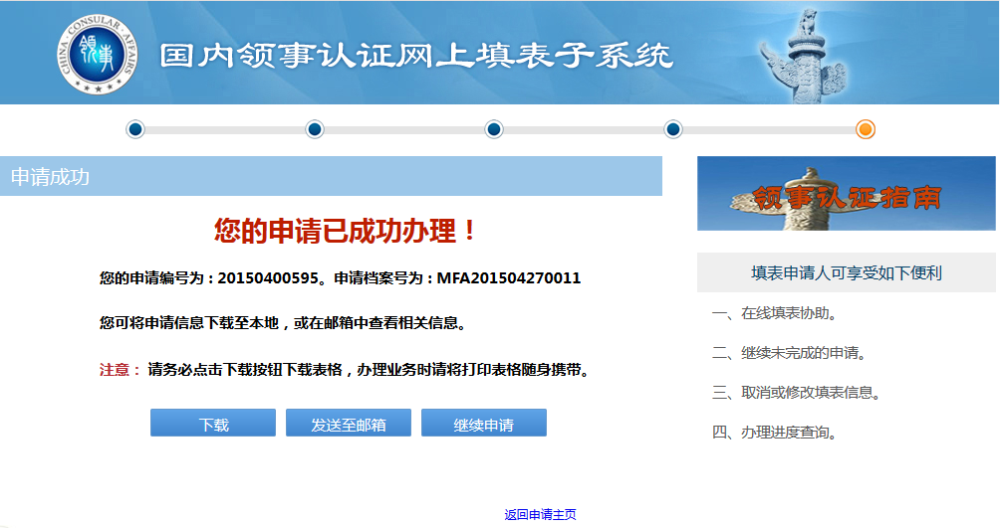 CHINA · CONSULAR · AFFAIRS
领事
国内领事认证网上填表子系统
申请成功
您的申请已成功办理！
您的申请编号为：20150400595。申请档案号为：MFA201504270011
您可将申请信息下载至本地，或在邮箱中查看相关信息。
注意： 请务必点击下载按钮下载表格，办理业务时请将打印表格随身携带。
下载
发送至邮箱
继续申请
返回申请主页
领事认证指南
填表申请人可享受如下便利
一、在线填表协助。
二、继续未完成的申请。
三、取消或修改填表信息。
四、办理进度查询。